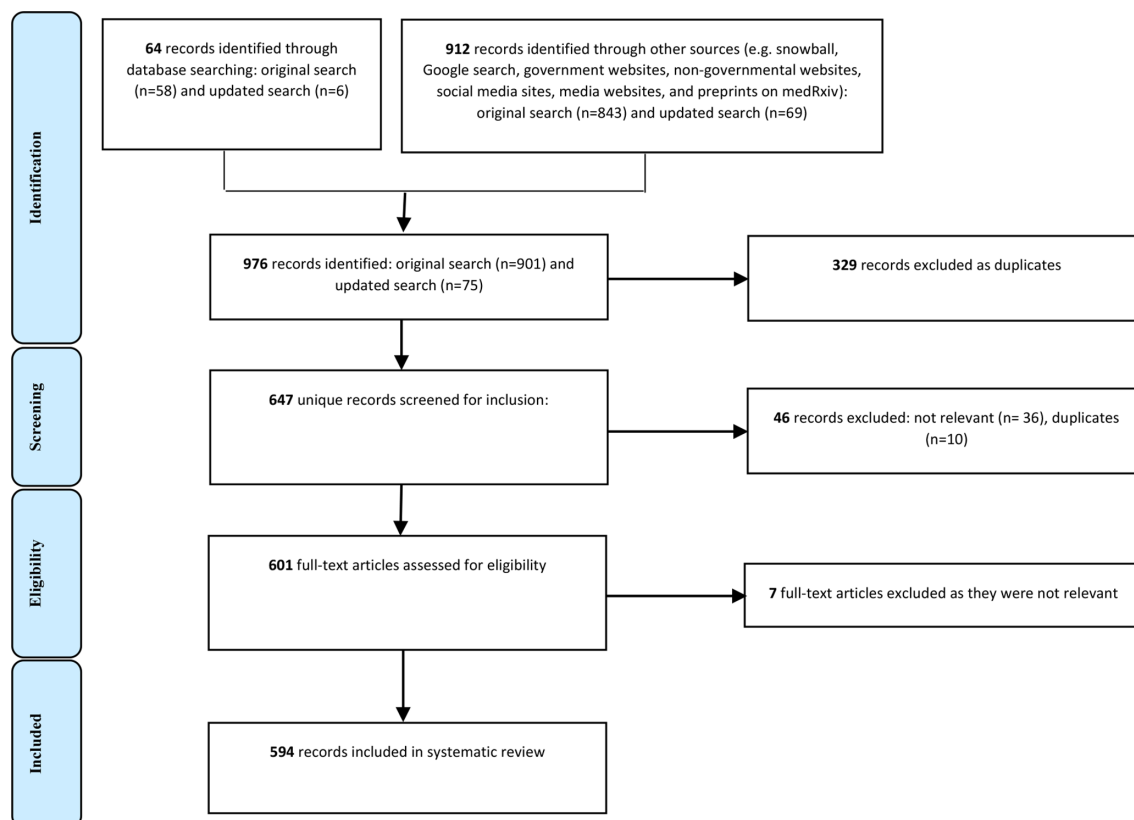 Identification
64 records identified through
database searching: original search
(n=58) and updated search (n=6)
912 records identified through other sources (e.g. snowball,
Google search, government websites, non-governmental websites,
social media sites, media websites, and preprints on medRxiv):
original search (n=843) and updated search (n=69)
976 records identified: original search (n=901) and
updated search (n=75)
329 records excluded as duplicates
Screening
647 unique records screened for inclusion:
46 records excluded: not relevant (n= 36), duplicates
(n=10)
Eligibility
601 full-text articles assessed for eligibility
7 full-text articles excluded as they were not relevant
Included
594 records included in systematic review